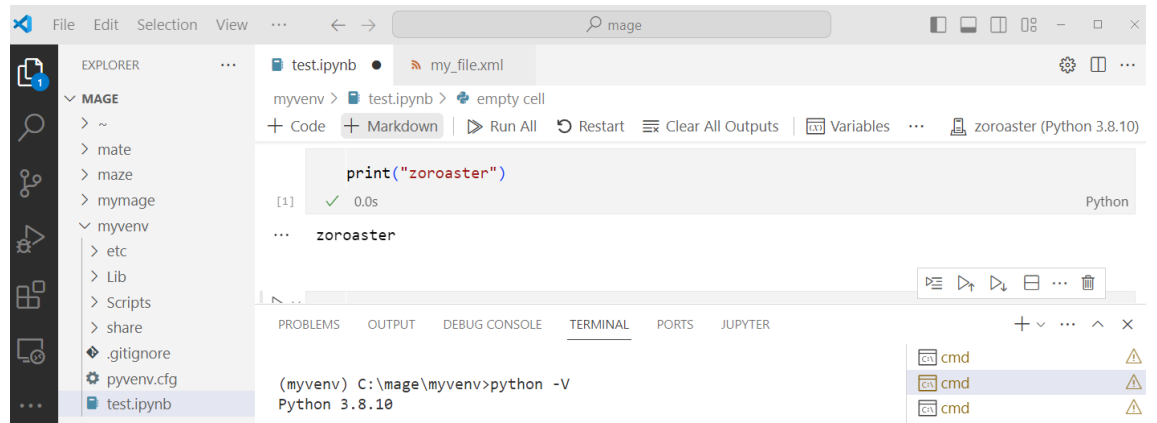 File Edit Selection View ... mage
EXPLORER ...
MAGE
~
mate
maze
mymage
myvenv
etc
Lib
Scripts
share
.gitignore
pyvenv.cfg
test.ipynb
1
test.ipynb my_file.xml ...
myvenv > test.ipynb > empty cell
+ Code + Markdown Run All Restart Clear All Outputs Variables ... zoroaster (Python 3.8.10)
print("zoroaster")
[1] 0.0s Python
... zoroaster
...
PROBLEMS OUTPUT DEBUG CONSOLE TERMINAL PORTS JUPYTER ...
(myvenv) C:\mage\myvenv>python -V
Python 3.8.10
cmd
cmd
cmd